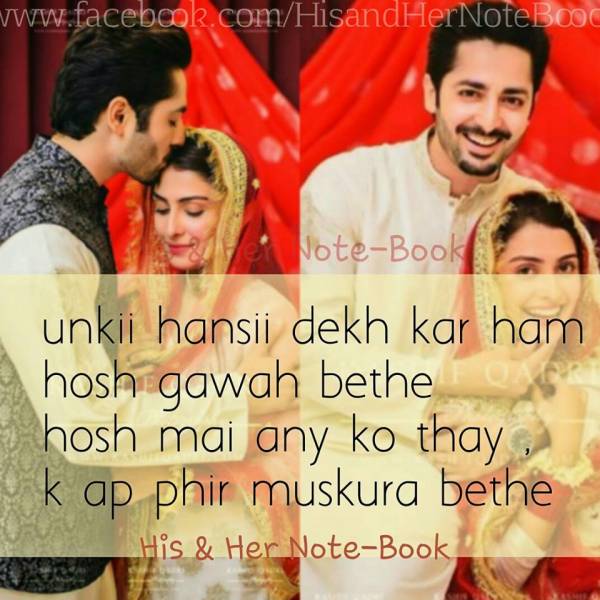 www.facebook.com/HisandHerNoteBoo
His & Her Note-Book
unkii hansii dekh kar ham
hosh gawah bethe
hosh mai any ko thay ,
k ap phir muskura bethe
His & Her Note-Book